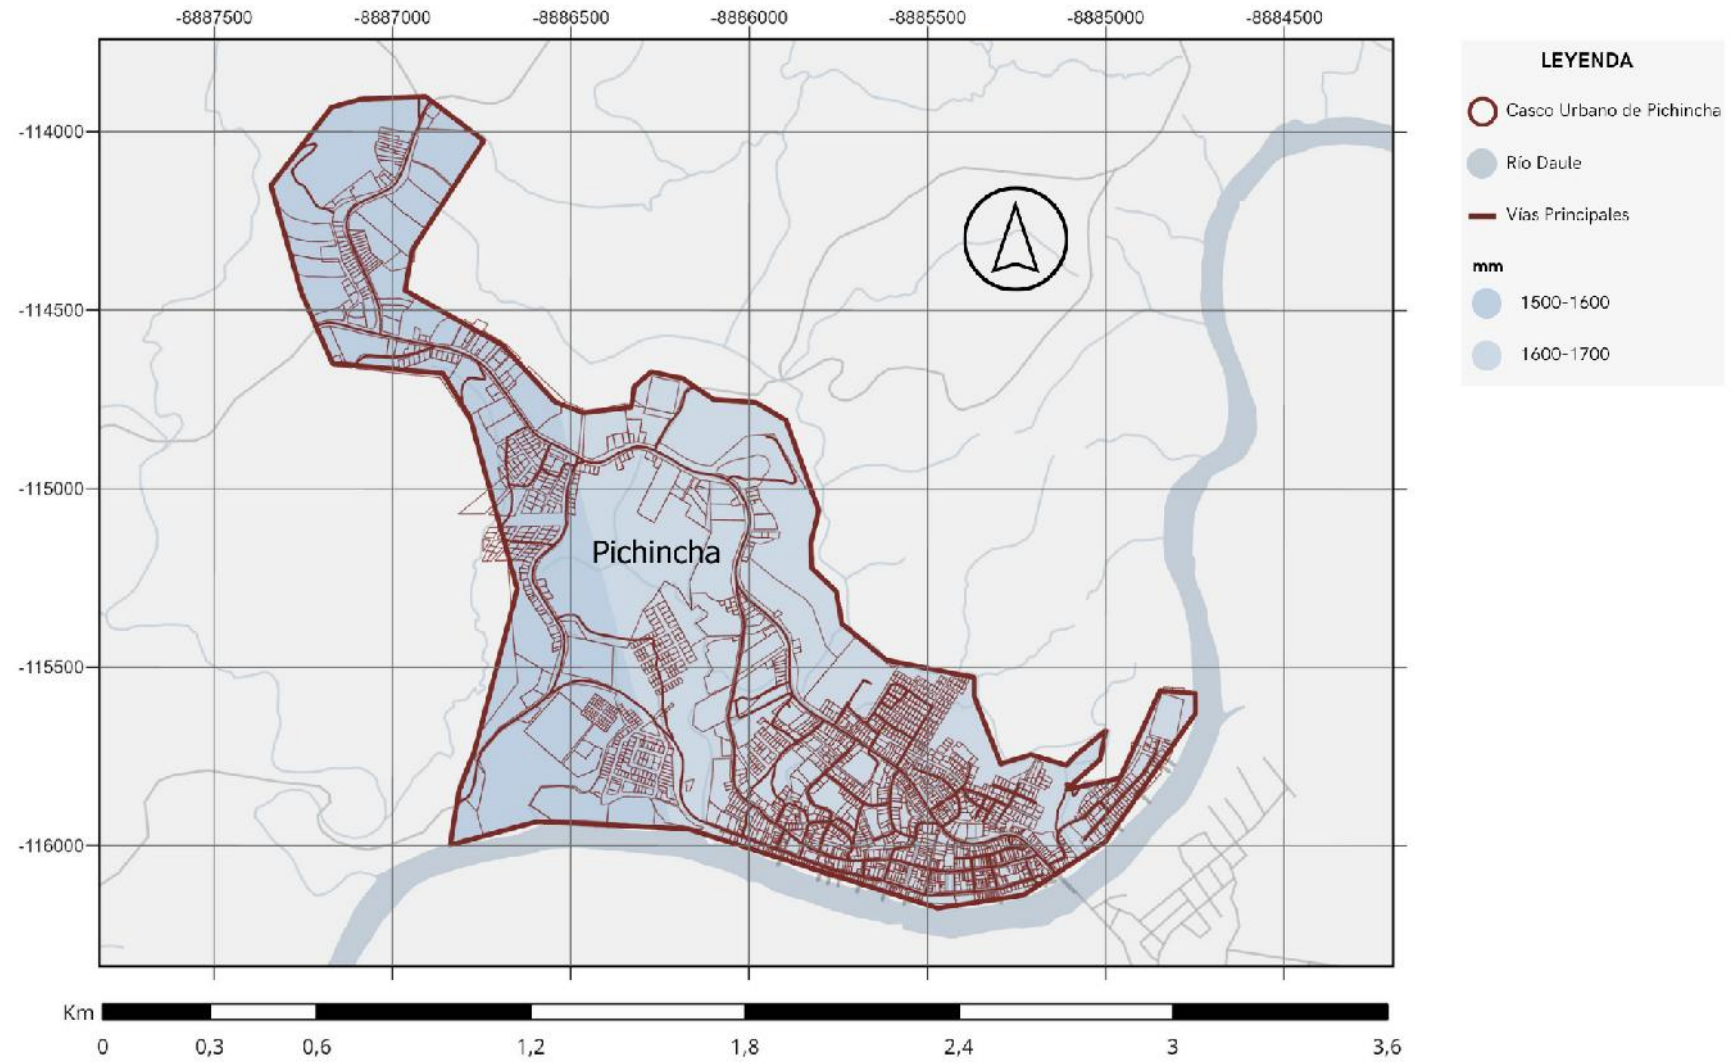 -8887500 -8887000 -8886500 -8886000 -8885500 -8885000 -8884500
-114000
-114500
-115000
-115500
-116000
Pichincha
LEYENDA
Casco Urbano de Pichincha
Río Daule
Vías Principales
mm
1500-1600
1600-1700
Km
0 0,3 0,6 1,2 1,8 2,4 3 3,6